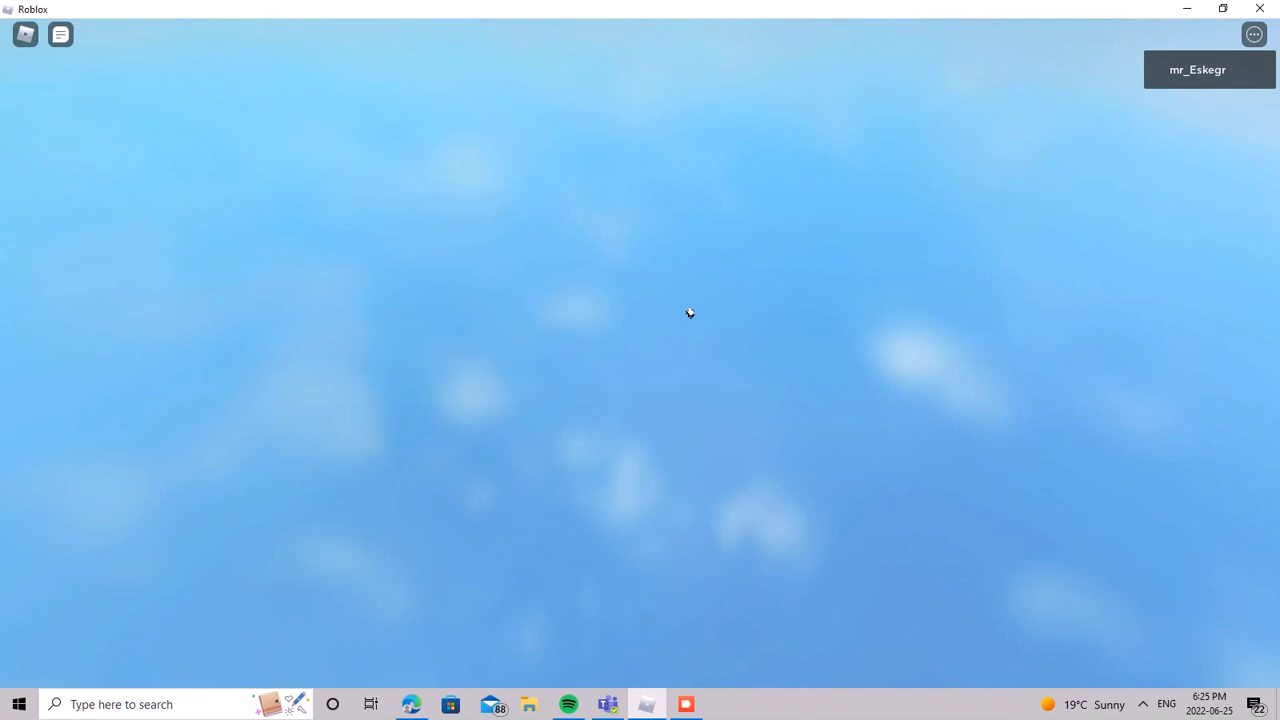 Roblox
mr_Eskegr
Type here to search
88
19°C Sunny
ENG
6:25 PM
2022-06-25
22